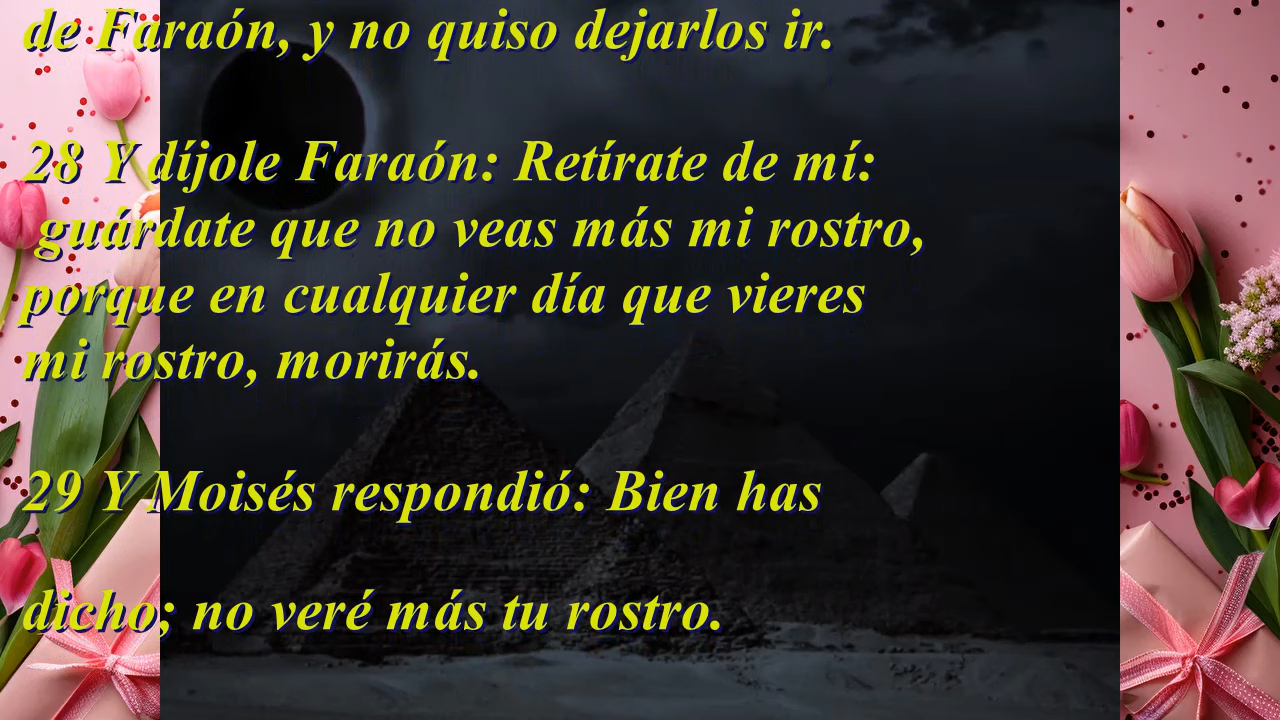 de Faraón, y no quiso dejarlos ir.
28 Y díjole Faraón: Retírate de mí:
guárdate que no veas más mi rostro,
porque en cualquier día que vieres
mi rostro, morirás.
29 Y Moisés respondió: Bien has
dicho; no veré más tu rostro.